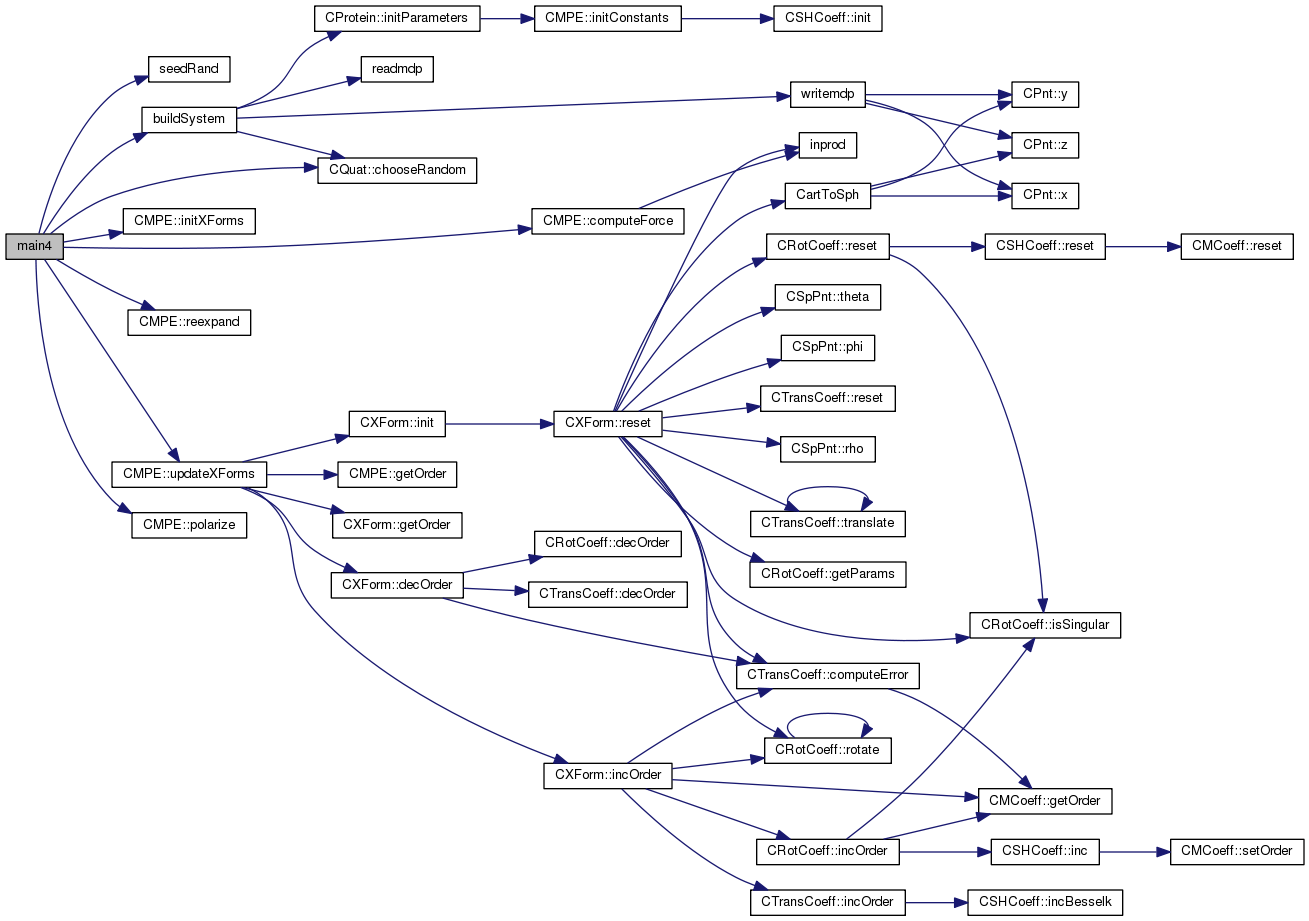 CProtein::initParameters
CMPE::initConstants
CSHCoeff::init
seedRand
readmdp
buildSystem
writemdp
CPnt::y
inprod
CPnt::z
CQuat::chooseRandom
CartToSph
CPnt::x
CMPE::initXForms
CMPE::computeForce
main4
CRotCoeff::reset
CSHCoeff::reset
CMCoeff::reset
CSpPnt::theta
CMPE::reexpand
CSpPnt::phi
CTransCoeff::reset
CXForm::init
CXForm::reset
CSpPnt::rho
CMPE::updateXForms
CMPE::getOrder
CMPE::polarize
CXForm::getOrder
CTransCoeff::translate
CRotCoeff::decOrder
CRotCoeff::getParams
CXForm::decOrder
CTransCoeff::decOrder
CRotCoeff::isSingular
CTransCoeff::computeError
CRotCoeff::rotate
CXForm::incOrder
CMCoeff::getOrder
CRotCoeff::incOrder
CSHCoeff::inc
CMCoeff::setOrder
CTransCoeff::incOrder
CSHCoeff::incBesselk